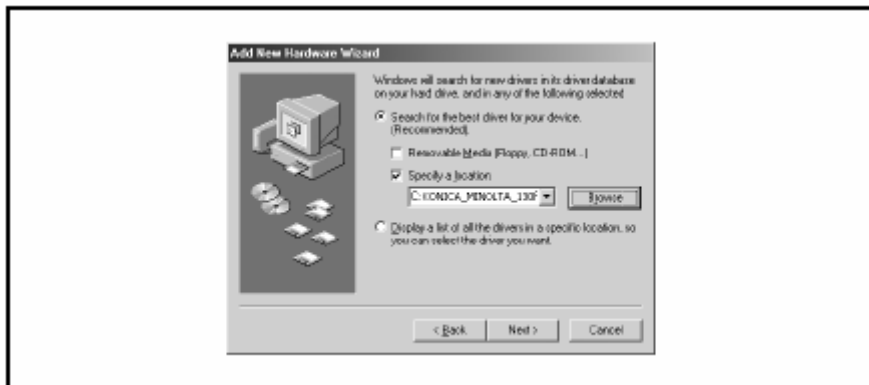 Add New Hardware Wizard
Windows will search for new drivers in its driver database
on your hard drive, and in any of the following selected
Search for the best driver for your device.
(Recommended).
Removable Media (Floppy, CD-ROM...)
Specify a location
C:KONICA_MINOLTA_130F
Browse
Display a list of all the drivers in a specific location, so
you can select the driver you want.
< Back
Next >
Cancel